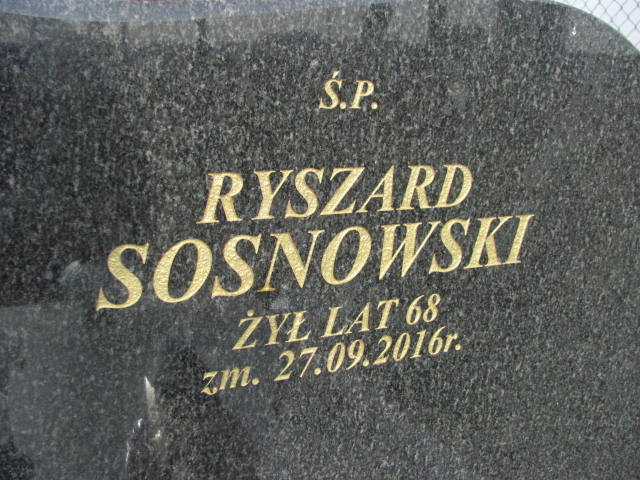 Ś.P.
RYSZARD
SOSNOWSKI
ŻYŁ LAT 68
zm. 27.09.2016r.